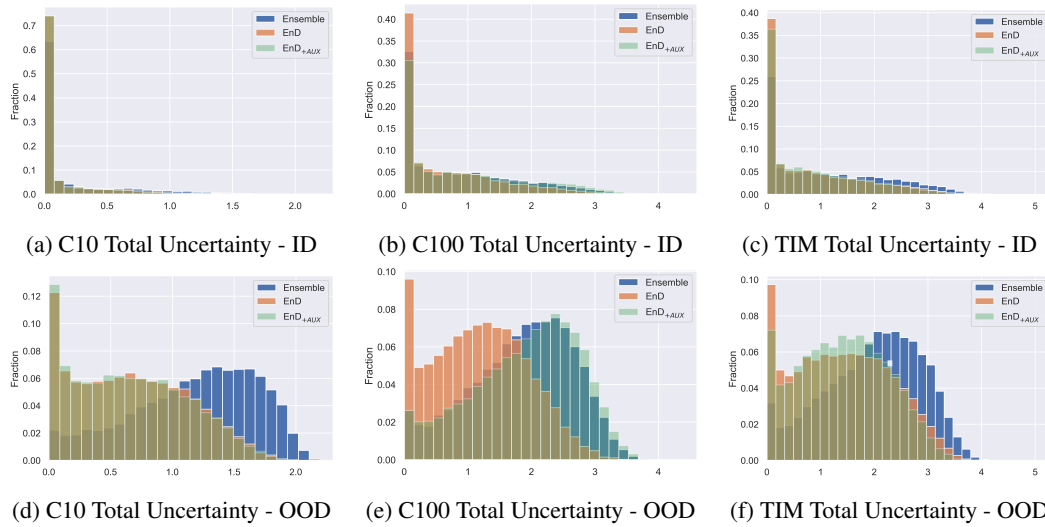 0.7
0.6
0.5
0.4
0.3
0.2
0.1
0.0
Fraction
0.0 0.5 1.0 1.5 2.0
Ensemble
EnD
EnD+AUX
(a) C10 Total Uncertainty - ID
0.40
0.35
0.30
0.25
0.20
0.15
0.10
0.05
0.00
Fraction
0 1 2 3 4
Ensemble
EnD
EnD+AUX
(b) C100 Total Uncertainty - ID
0.40
0.35
0.30
0.25
0.20
0.15
0.10
0.05
0.00
Fraction
0 1 2 3 4 5
Ensemble
EnD
EnD+AUX
(c) TIM Total Uncertainty - ID
0.12
0.10
0.08
0.06
0.04
0.02
0.00
Fraction
0.0 0.5 1.0 1.5 2.0
Ensemble
EnD
EnD+AUX
(d) C10 Total Uncertainty - OOD
0.10
0.08
0.06
0.04
0.02
0.00
Fraction
0 1 2 3 4
Ensemble
EnD
EnD+AUX
(e) C100 Total Uncertainty - OOD
0.10
0.08
0.06
0.04
0.02
0.00
Fraction
0 1 2 3 4 5
Ensemble
EnD
EnD+AUX
(f) TIM Total Uncertainty - OOD